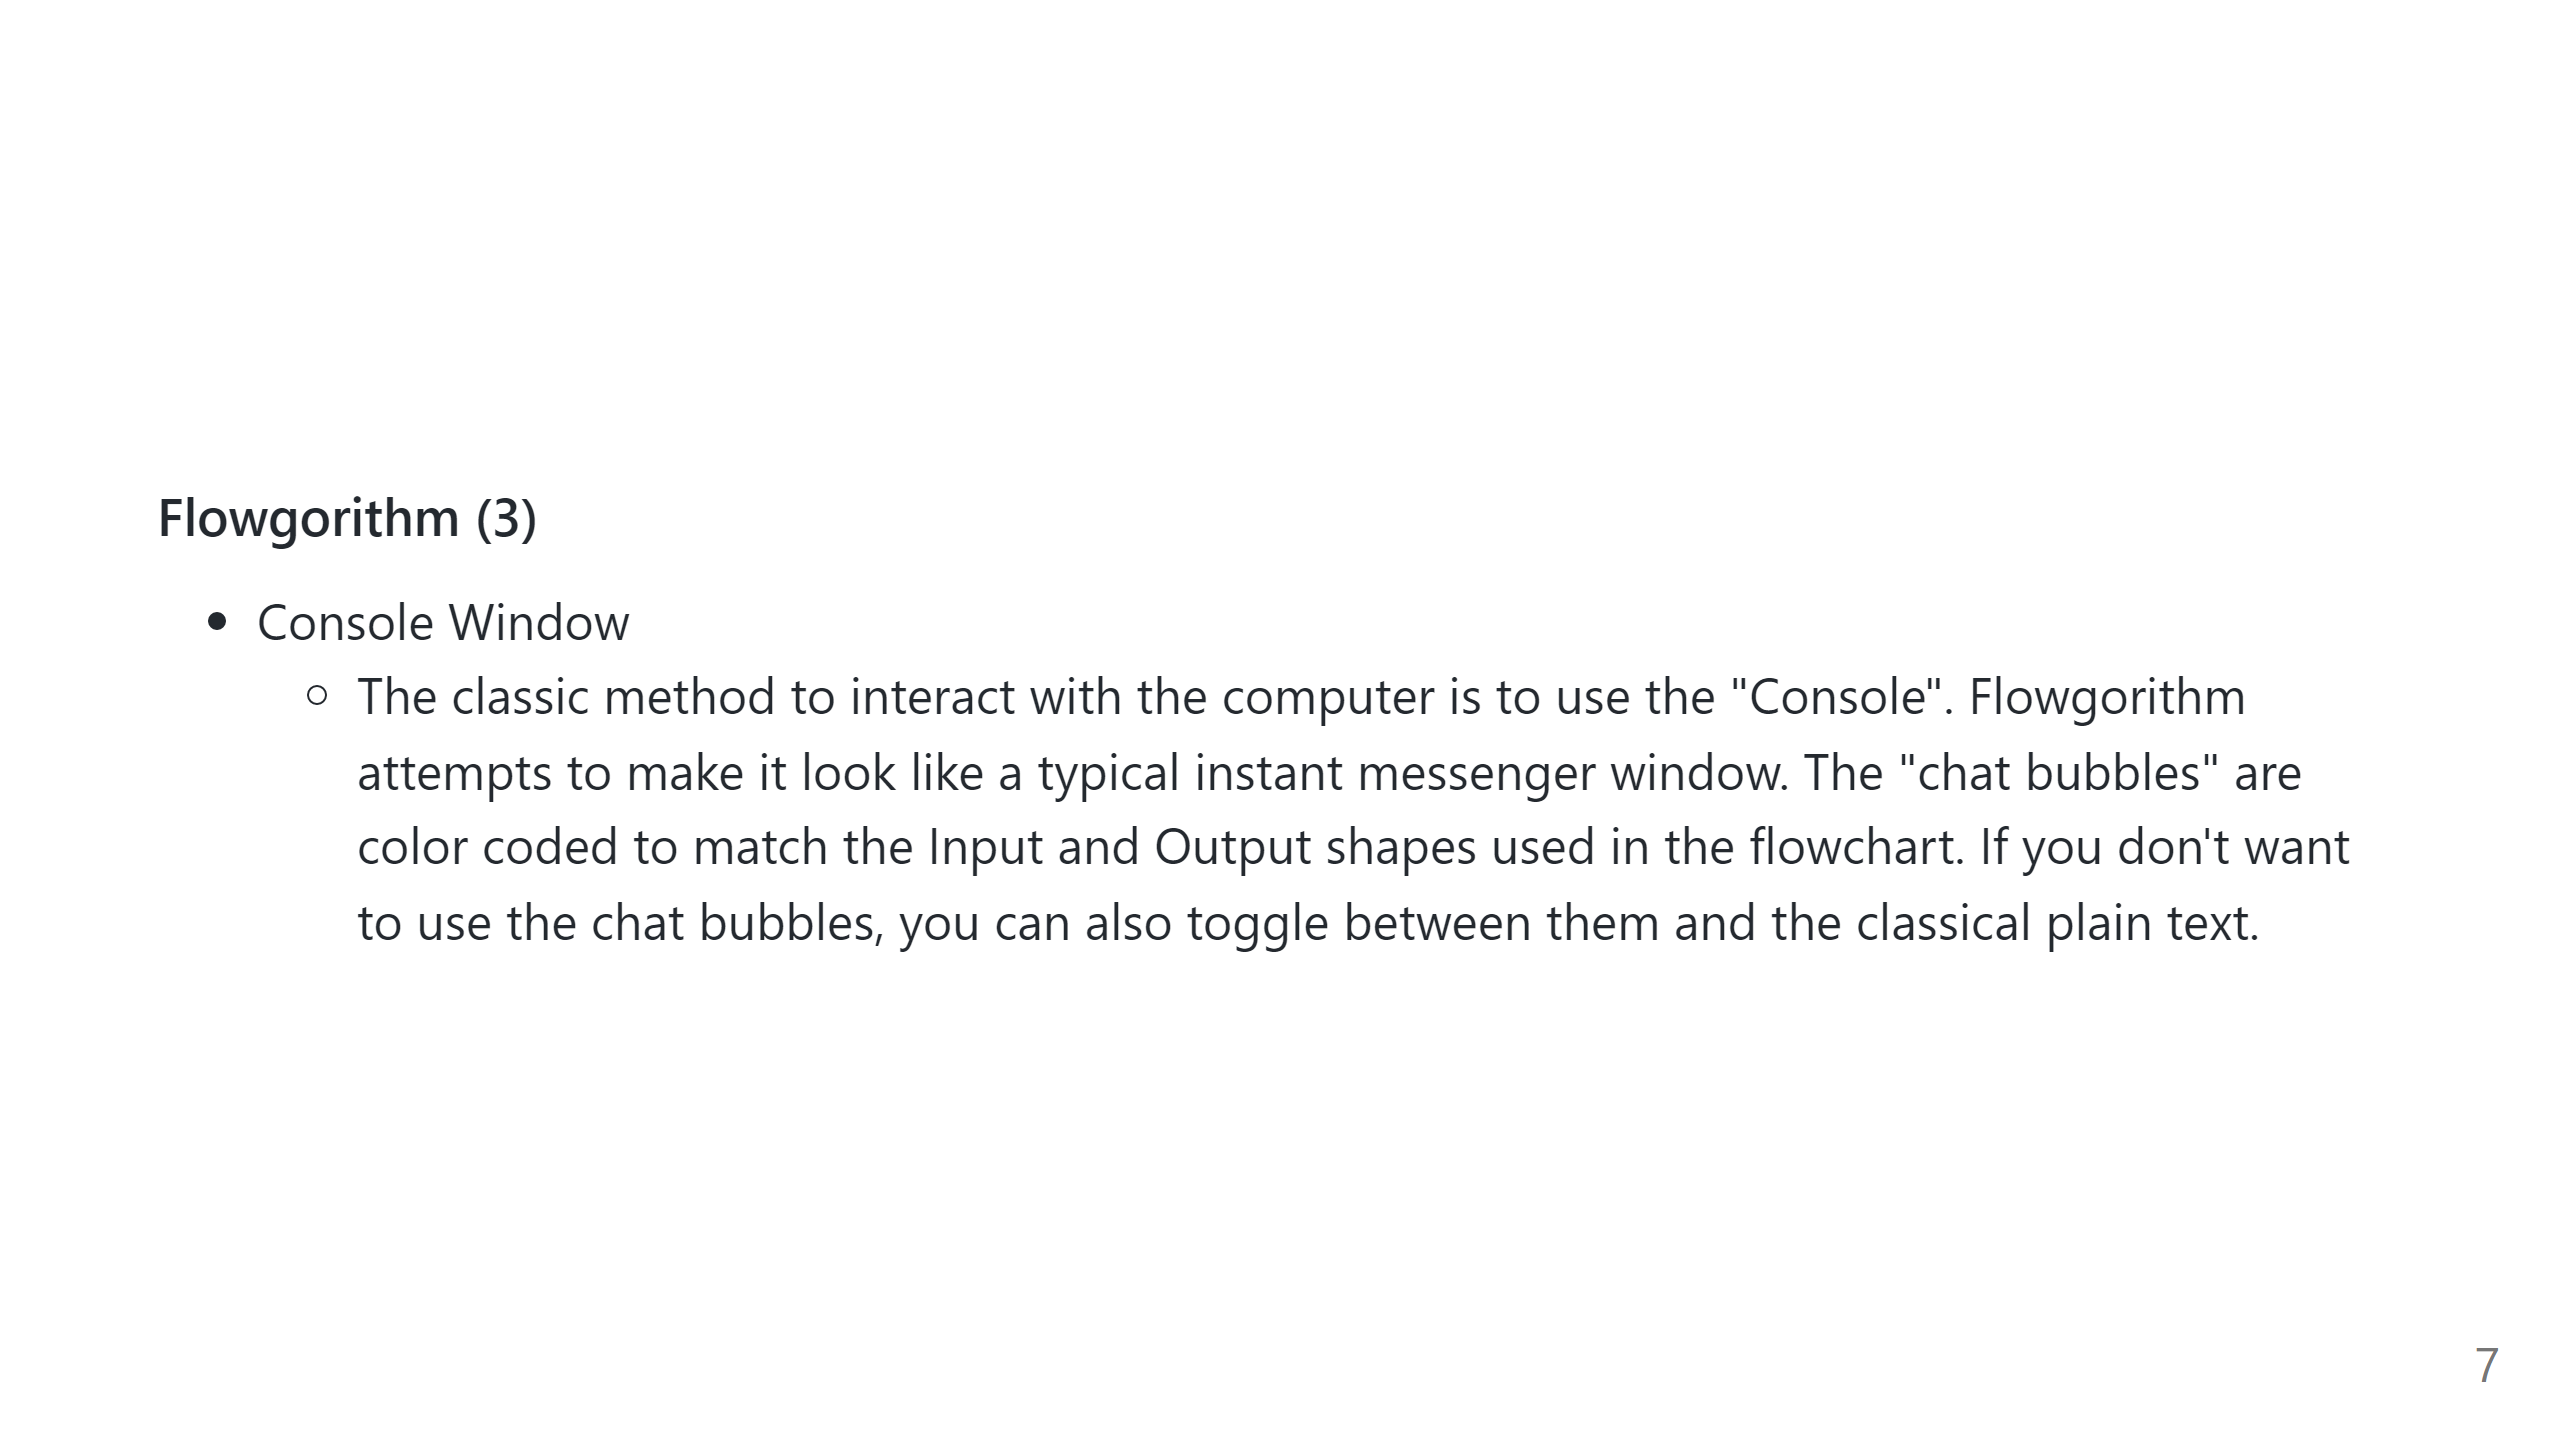 Flowgorithm (3)
• Console Window
○ The classic method to interact with the computer is to use the "Console". Flowgorithm
attempts to make it look like a typical instant messenger window. The "chat bubbles" are
color coded to match the Input and Output shapes used in the flowchart. If you don't want
to use the chat bubbles, you can also toggle between them and the classical plain text.
7